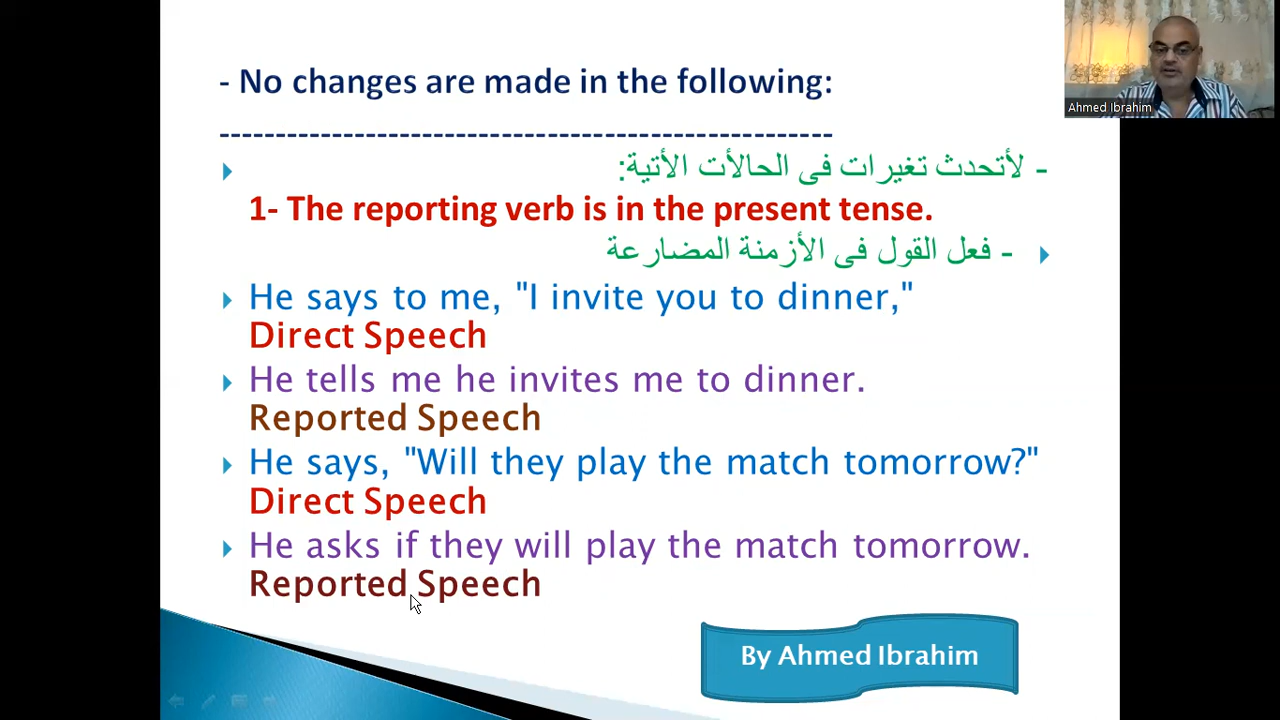 - No changes are made in the following:
-------------------------------------------------------
- لأتحدث تغيرات فى الحالأت الأتية:
1- The reporting verb is in the present tense.
- فعل القول فى الأزمنة المضارعة
He says to me, "I invite you to dinner,"
Direct Speech
He tells me he invites me to dinner.
Reported Speech
He says, "Will they play the match tomorrow?"
Direct Speech
He asks if they will play the match tomorrow.
Reported Speech
By Ahmed Ibrahim
Ahmed Ibrahim